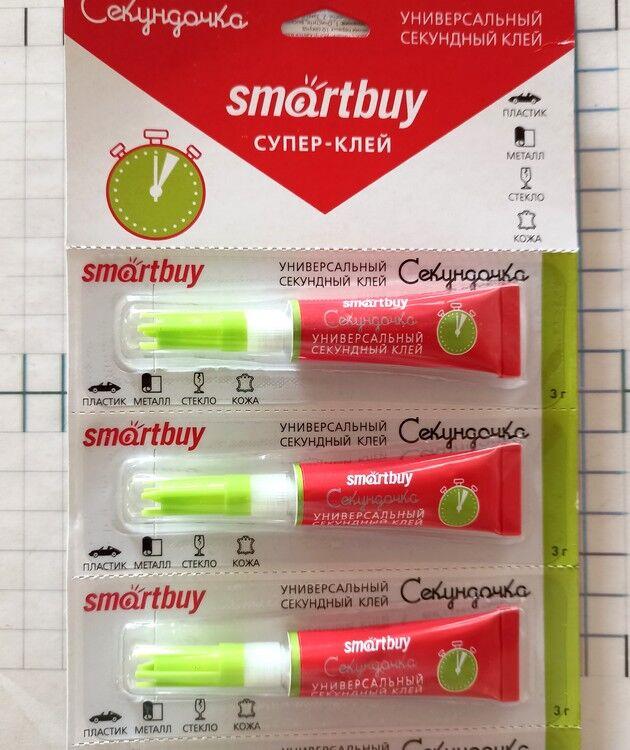 Секундочка
УНИВЕРСАЛЬНЫЙ
СЕКУНДНЫЙ КЛЕЙ
smartbuy
СУПЕР-КЛЕЙ
ПЛАСТИК
МЕТАЛЛ
СТЕКЛО
КОЖА
smartbuy
УНИВЕРСАЛЬНЫЙ
СЕКУНДНЫЙ КЛЕЙ
Секундочка
smartbuy
Секундочка
УНИВЕРСАЛЬНЫЙ
СЕКУНДНЫЙ КЛЕЙ
ПЛАСТИК МЕТАЛЛ СТЕКЛО КОЖА
3 г
smartbuy
УНИВЕРСАЛЬНЫЙ
СЕКУНДНЫЙ КЛЕЙ
Секундочка
smartbuy
Секундочка
УНИВЕРСАЛЬНЫЙ
СЕКУНДНЫЙ КЛЕЙ
ПЛАСТИК МЕТАЛЛ СТЕКЛО КОЖА
3 г
smartbuy
УНИВЕРСАЛЬНЫЙ
СЕКУНДНЫЙ КЛЕЙ
Секундочка
smartbuy
Секундочка
УНИВЕРСАЛЬНЫЙ
СЕКУНДНЫЙ КЛЕЙ
ПЛАСТИК МЕТАЛЛ СТЕКЛО КОЖА
3 г